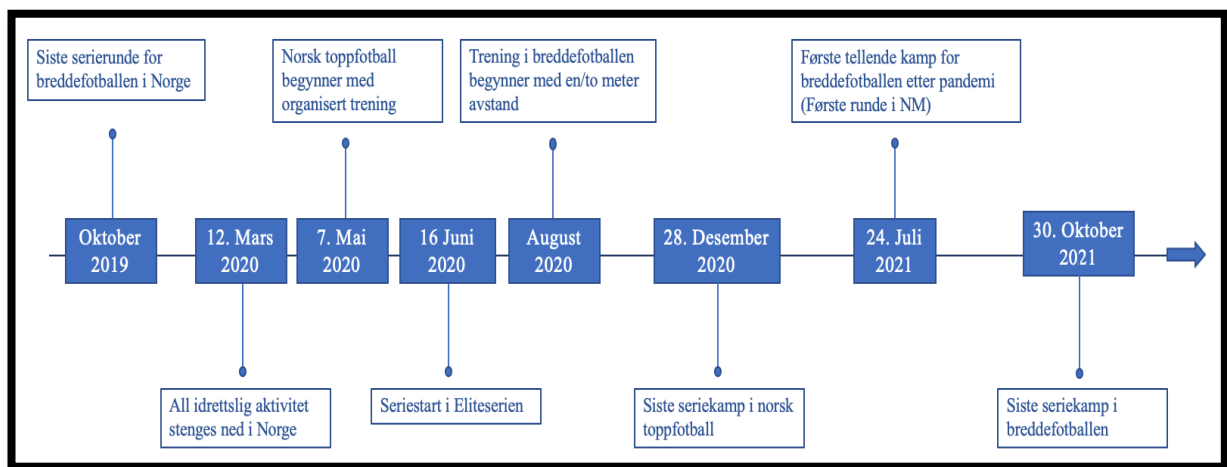 Siste serierunde for
breddefotballen i Norge
Norsk toppfotball
begynner med
organisert trening
Trening i breddefotballen
begynner med en/to meter
avstand
Første tellende kamp for
breddefotballen etter pandemi
(Første runde i NM)
Oktober
2019
12. Mars
2020
7. Mai
2020
16 Juni
2020
August
2020
28. Desember
2020
24. Juli
2021
30. Oktober
2021
All idrettslig aktivitet
stenges ned i Norge
Seriestart i Eliteserien
Siste seriekamp i norsk
toppfotball
Siste seriekamp i
breddefotballen